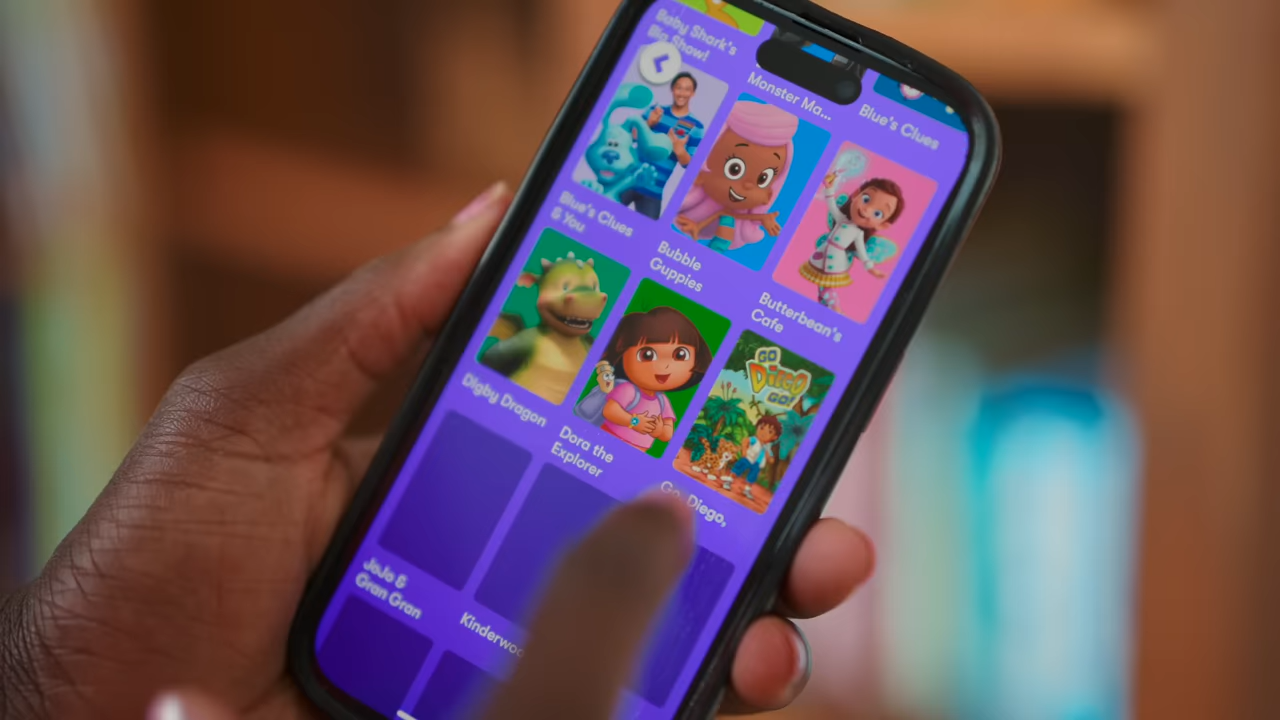 Baby Shark's
Big Show!
Monster Ma...
Blue's Clues
Blue's Clues
& You
Bubble
Guppies
Butterbean's
Cafe
GO
DIEGO
GO!
Digby Dragon
Dora the
Explorer
Go, Diego,
JoJo &
Gran Gran
Kinderwoo